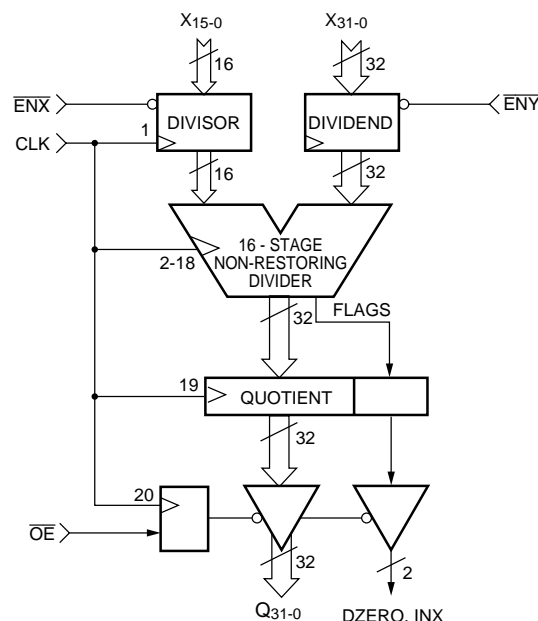 X15-0
X31-0
16
32
ENX
ENY
DIVISOR
DIVIDEND
1
CLK
16
32
16 - STAGE
NON-RESTORING
DIVIDER
2-18
32
FLAGS
19
QUOTIENT
32
20
OE
32
2
Q31-0
DZERO, INX